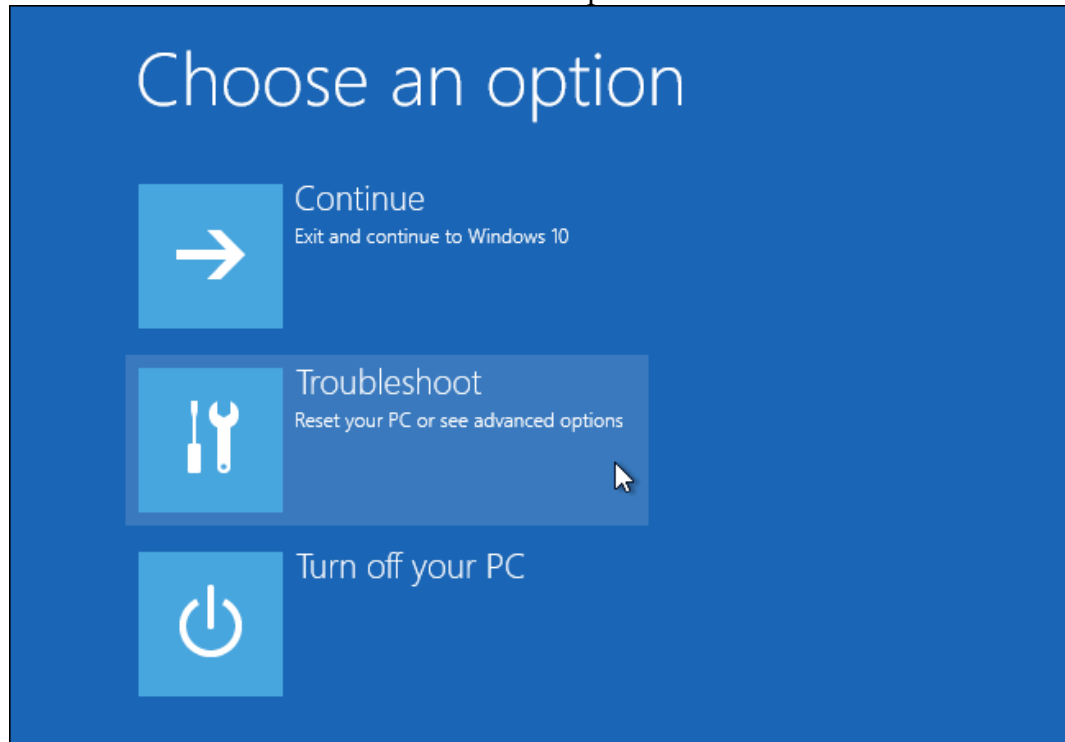 Choose an option
Continue
Exit and continue to Windows 10
Troubleshoot
Reset your PC or see advanced options
Turn off your PC